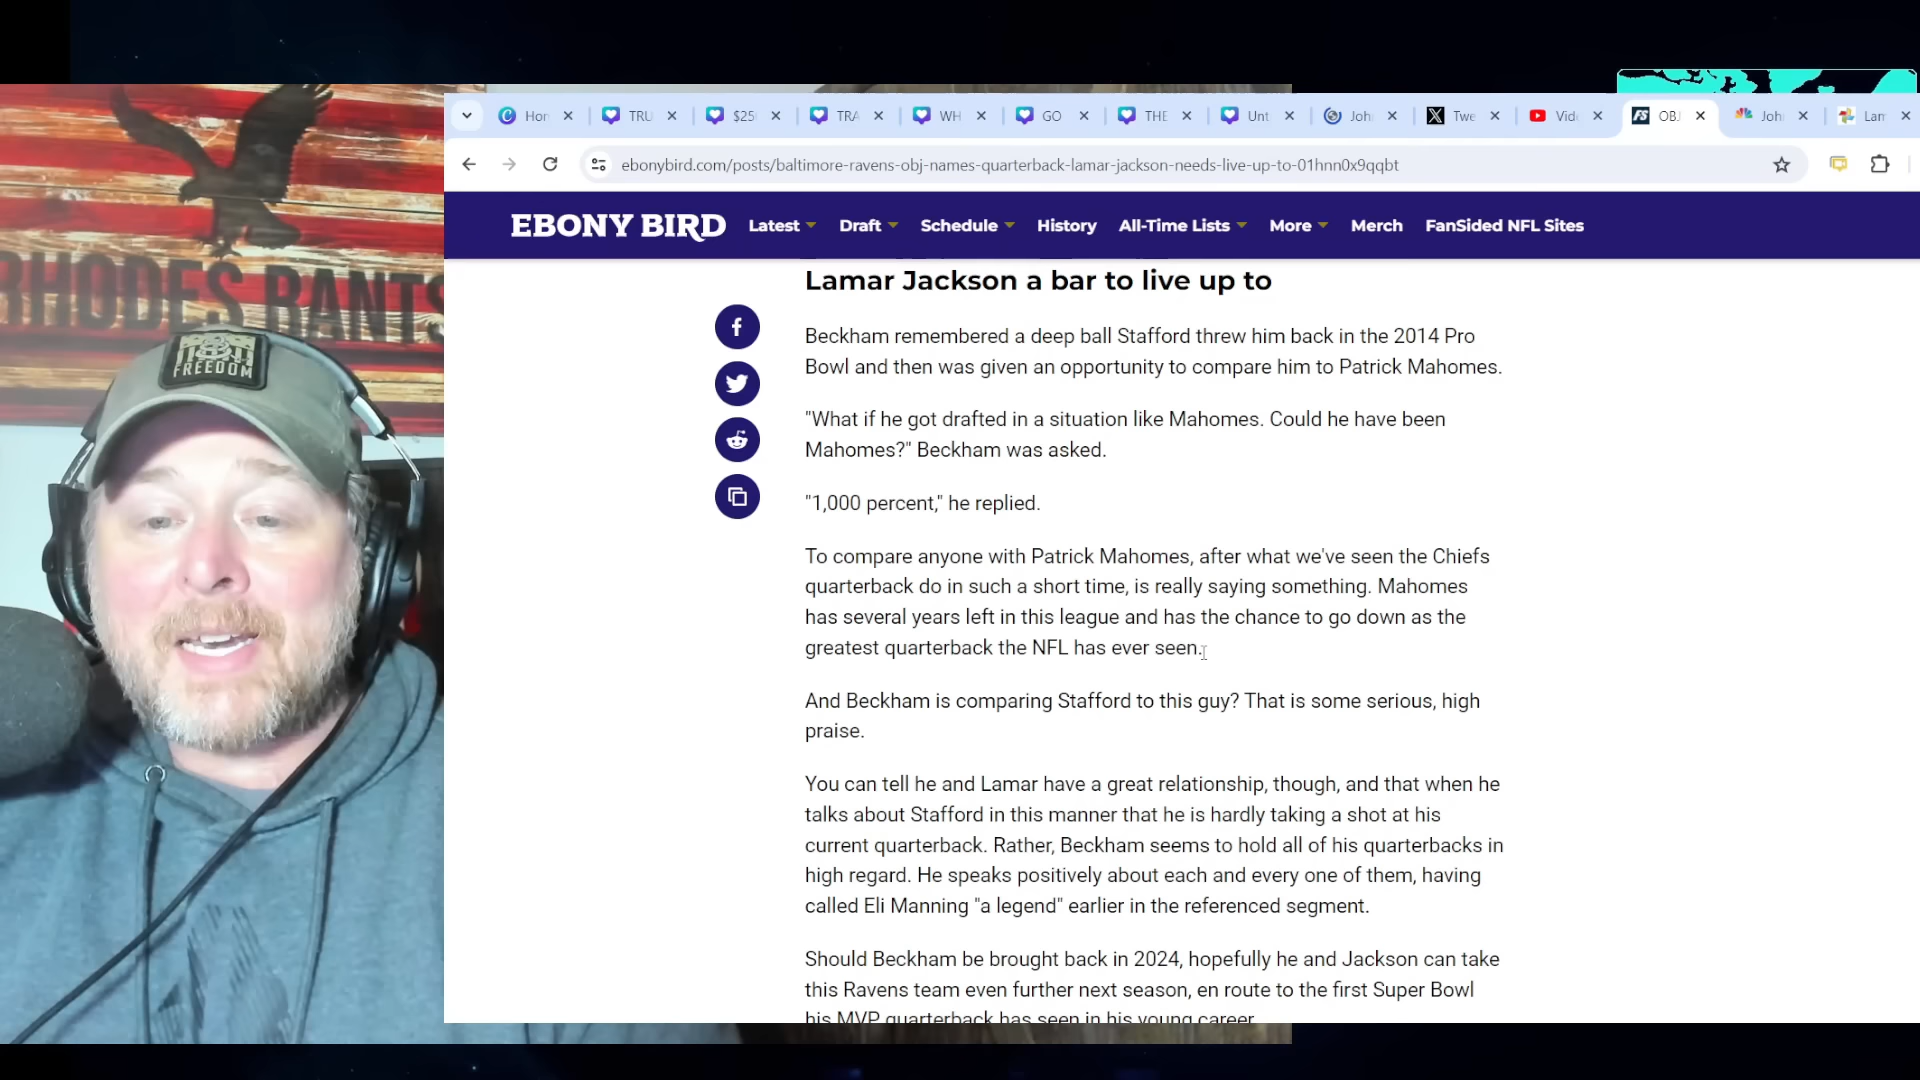 Hor
TRU
$25
TRA
WH
GO
THE
Unt
Joh
Twe
Vid
OBJ
Joh
Lam
ebonybird.com/posts/baltimore-ravens-obj-names-quarterback-lamar-jackson-needs-live-up-to-01hnn0x9qqbt
EBONY BIRD
Latest
Draft
Schedule
History
All-Time Lists
More
Merch
FanSided NFL Sites
RHODES RANTS
FREEDOM
Lamar Jackson a bar to live up to
Beckham remembered a deep ball Stafford threw him back in the 2014 Pro
Bowl and then was given an opportunity to compare him to Patrick Mahomes.
"What if he got drafted in a situation like Mahomes. Could he have been
Mahomes?" Beckham was asked.
"1,000 percent," he replied.
To compare anyone with Patrick Mahomes, after what we've seen the Chiefs
quarterback do in such a short time, is really saying something. Mahomes
has several years left in this league and has the chance to go down as the
greatest quarterback the NFL has ever seen.
And Beckham is comparing Stafford to this guy? That is some serious, high
praise.
You can tell he and Lamar have a great relationship, though, and that when he
talks about Stafford in this manner that he is hardly taking a shot at his
current quarterback. Rather, Beckham seems to hold all of his quarterbacks in
high regard. He speaks positively about each and every one of them, having
called Eli Manning "a legend" earlier in the referenced segment.
Should Beckham be brought back in 2024, hopefully he and Jackson can take
this Ravens team even further next season, en route to the first Super Bowl
his MVP quarterback has seen in his young career.